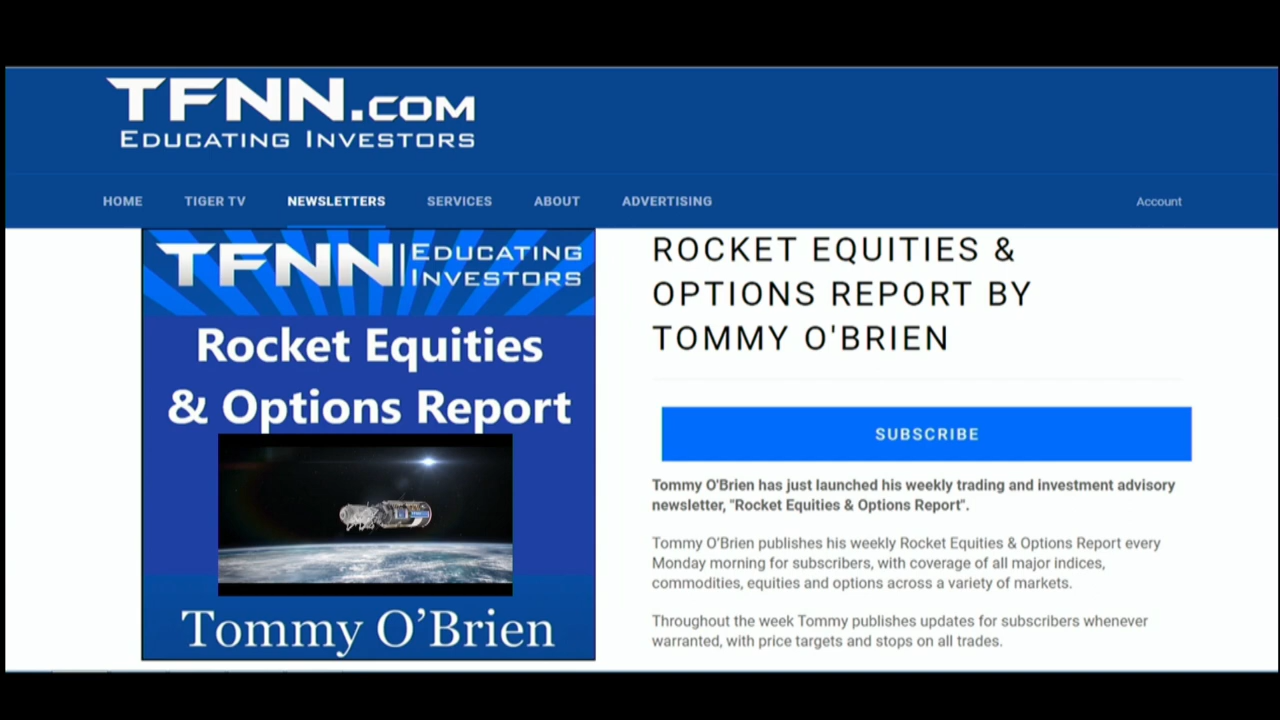 TFNN.COM
EDUCATING INVESTORS
HOME TIGER TV NEWSLETTERS SERVICES ABOUT ADVERTISING Account
TFNN EDUCATING
INVESTORS
Rocket Equities
& Options Report
Tommy O’Brien
ROCKET EQUITIES &
OPTIONS REPORT BY
TOMMY O'BRIEN
SUBSCRIBE
Tommy O'Brien has just launched his weekly trading and investment advisory
newsletter, "Rocket Equities & Options Report".
Tommy O’Brien publishes his weekly Rocket Equities & Options Report every
Monday morning for subscribers, with coverage of all major indices,
commodities, equities and options across a variety of markets.
Throughout the week Tommy publishes updates for subscribers whenever
warranted, with price targets and stops on all trades.